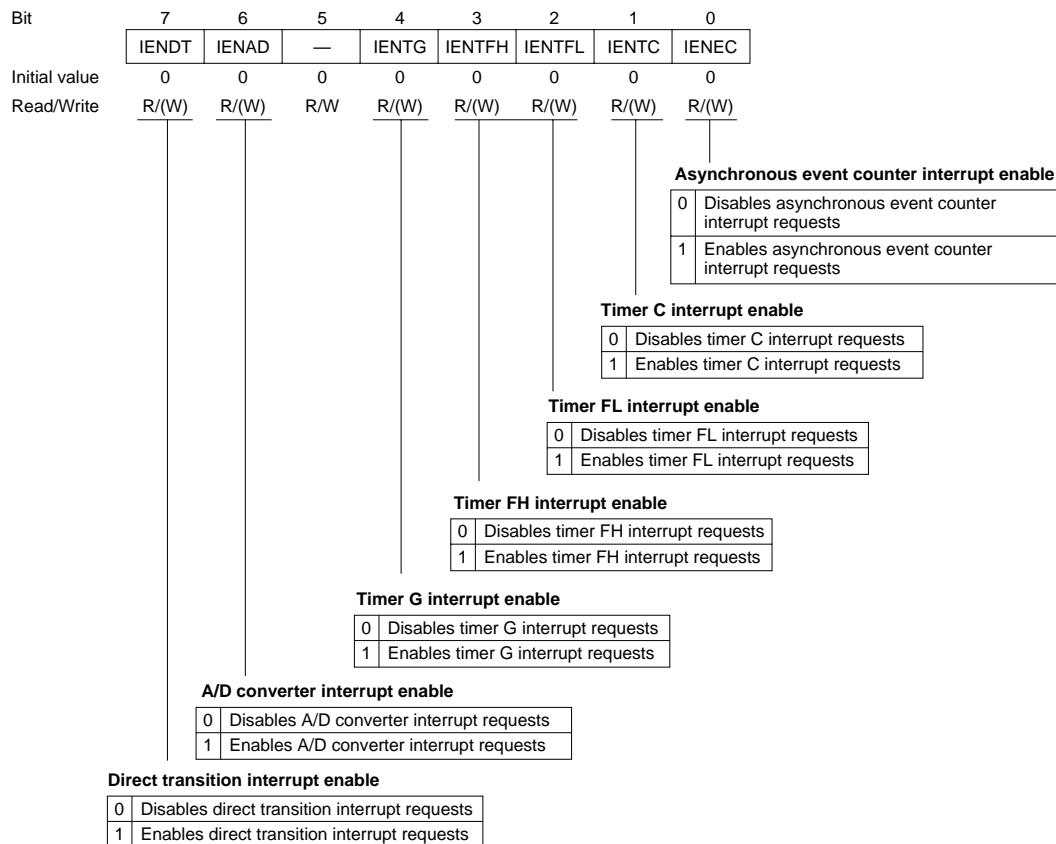 Bit 7 6 5 4 3 2 1 0
IENDT IENAD — IENTG IENTFH IENTFL IENTC IENEC
Initial value 0 0 0 0 0 0 0 0
Read/Write R/(W) R/(W) R/W R/(W) R/(W) R/(W) R/(W) R/(W)
Asynchronous event counter interrupt enable
0 Disables asynchronous event counter
interrupt requests
1 Enables asynchronous event counter
interrupt requests
Timer C interrupt enable
0 Disables timer C interrupt requests
1 Enables timer C interrupt requests
Timer FL interrupt enable
0 Disables timer FL interrupt requests
1 Enables timer FL interrupt requests
Timer FH interrupt enable
0 Disables timer FH interrupt requests
1 Enables timer FH interrupt requests
Timer G interrupt enable
0 Disables timer G interrupt requests
1 Enables timer G interrupt requests
A/D converter interrupt enable
0 Disables A/D converter interrupt requests
1 Enables A/D converter interrupt requests
Direct transition interrupt enable
0 Disables direct transition interrupt requests
1 Enables direct transition interrupt requests